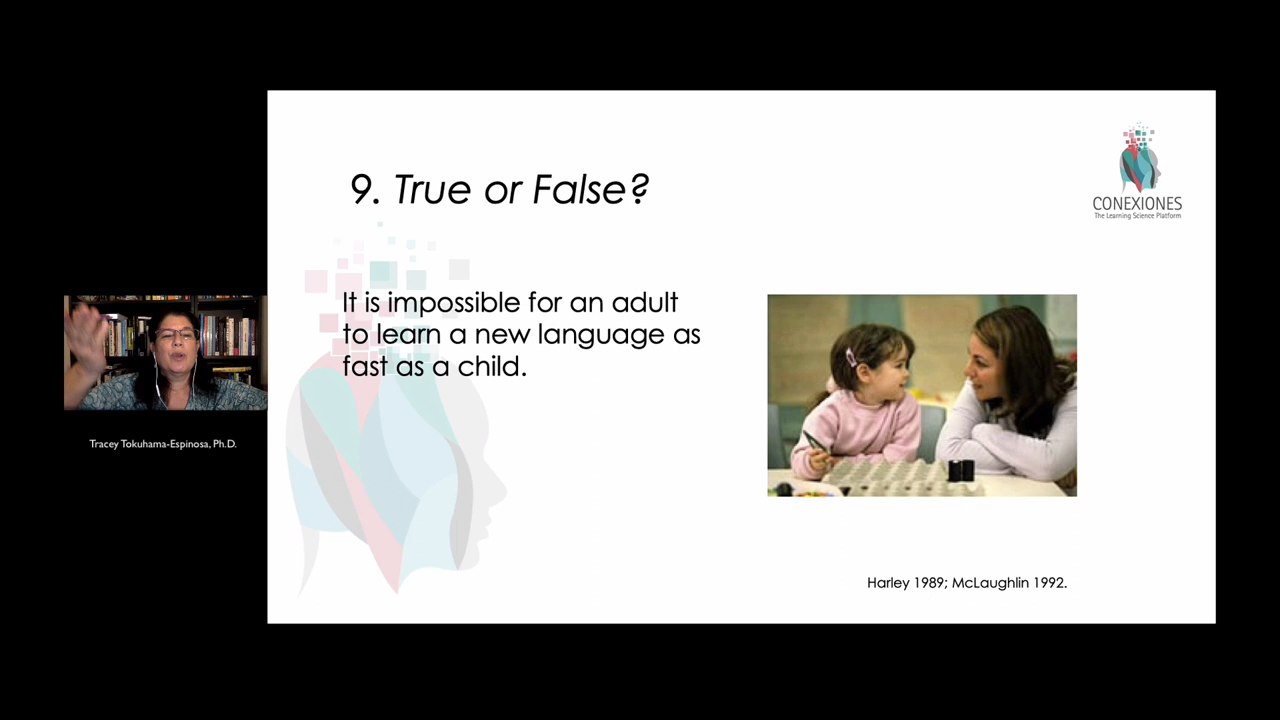 9. True or False?
CONEXIONES
The Learning Science Platform
It is impossible for an adult
to learn a new language as
fast as a child.
Tracey Tokuhama-Espinosa, Ph.D.
Harley 1989; McLaughlin 1992.